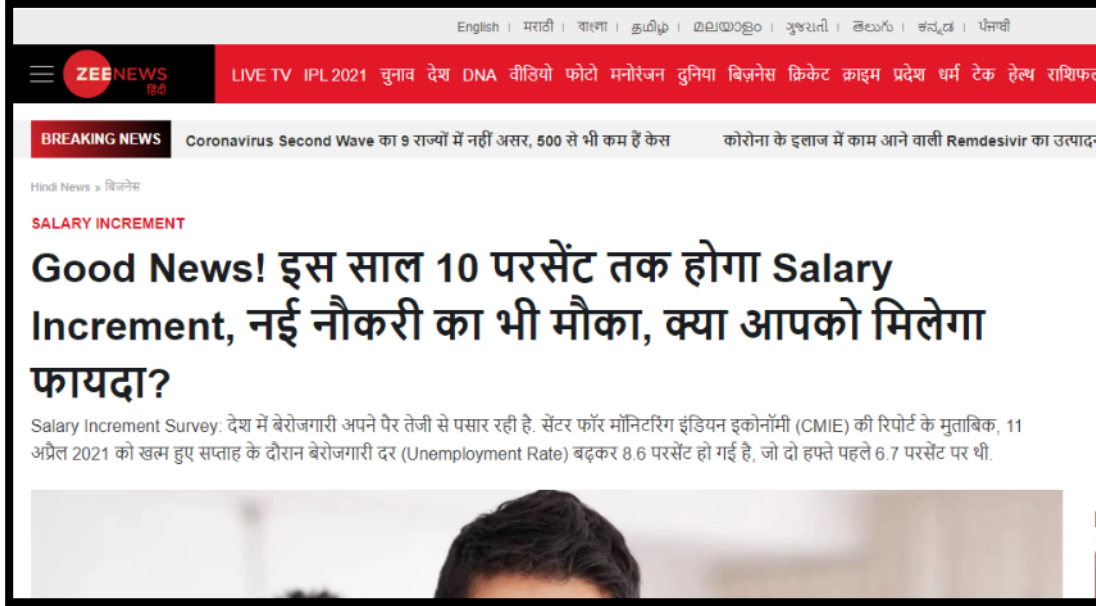 English | मराठी | বাংলা | தமிழ் | മലയാളം | ગુજરાતી | తెలుగు | ಕನ್ನಡ | ਪੰਜਾਬੀ
ZEENEWS
हिंदी
LIVE TV IPL 2021 चुनाव देश DNA वीडियो फोटो मनोरंजन दुनिया बिज़नेस क्रिकेट क्राइम प्रदेश धर्म टेक हेल्थ राशिफल
BREAKING NEWS Coronavirus Second Wave का 9 राज्यों में नहीं असर, 500 से भी कम हैं केस कोरोना के इलाज में काम आने वाली Remdesivir का उत्पादन
Hindi News » बिजनेस
SALARY INCREMENT
Good News! इस साल 10 परसेंट तक होगा Salary
Increment, नई नौकरी का भी मौका, क्या आपको मिलेगा
फायदा?
Salary Increment Survey: देश में बेरोजगारी अपने पैर तेजी से पसार रही है. सेंटर फॉर मॉनिटरिंग इंडियन इकोनॉमी (CMIE) की रिपोर्ट के मुताबिक, 11
अप्रैल 2021 को खत्म हुए सप्ताह के दौरान बेरोजगारी दर (Unemployment Rate) बढ़कर 8.6 परसेंट हो गई है, जो दो हफ्ते पहले 6.7 परसेंट पर थी.